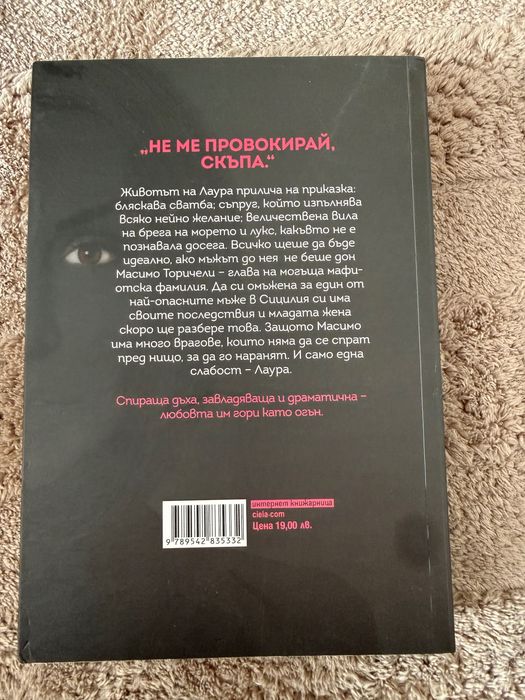 „НЕ МЕ ПРОВОКИРАЙ,
СКЪПА.“
Животът на Лаура прилича на приказка:
бляскава сватба; съпруг, който изпълнява
всяко нейно желание; величествена вила
на брега на морето и лукс, какъвто не е
познавала досега. Всичко щеше да бъде
идеално, ако мъжът до нея не беше дон
Масимо Торичели – глава на могъща мафи-
отска фамилия. Да си омъжена за един от
най-опасните мъже в Сицилия си има
своите последствия и младата жена
скоро ще разбере това. Защото Масимо
има много врагове, които няма да се спрат
пред нищо, за да го наранят. И само една
слабост – Лаура.
Спираща дъха, завладяваща и драматична –
любовта им гори като огън.
интернет книжарница
ciela.com
Цена 19,00 лв.
9 789542 835332